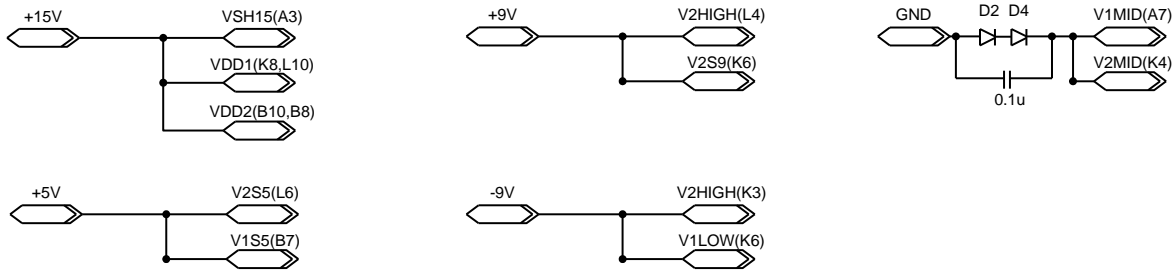 +15V
VSH15(A3)
VDD1(K8,L10)
VDD2(B10,B8)
+9V
V2HIGH(L4)
V2S9(K6)
GND
D2 D4
V1MID(A7)
V2MID(K4)
0.1u
+5V
V2S5(L6)
V1S5(B7)
-9V
V2HIGH(K3)
V1LOW(K6)